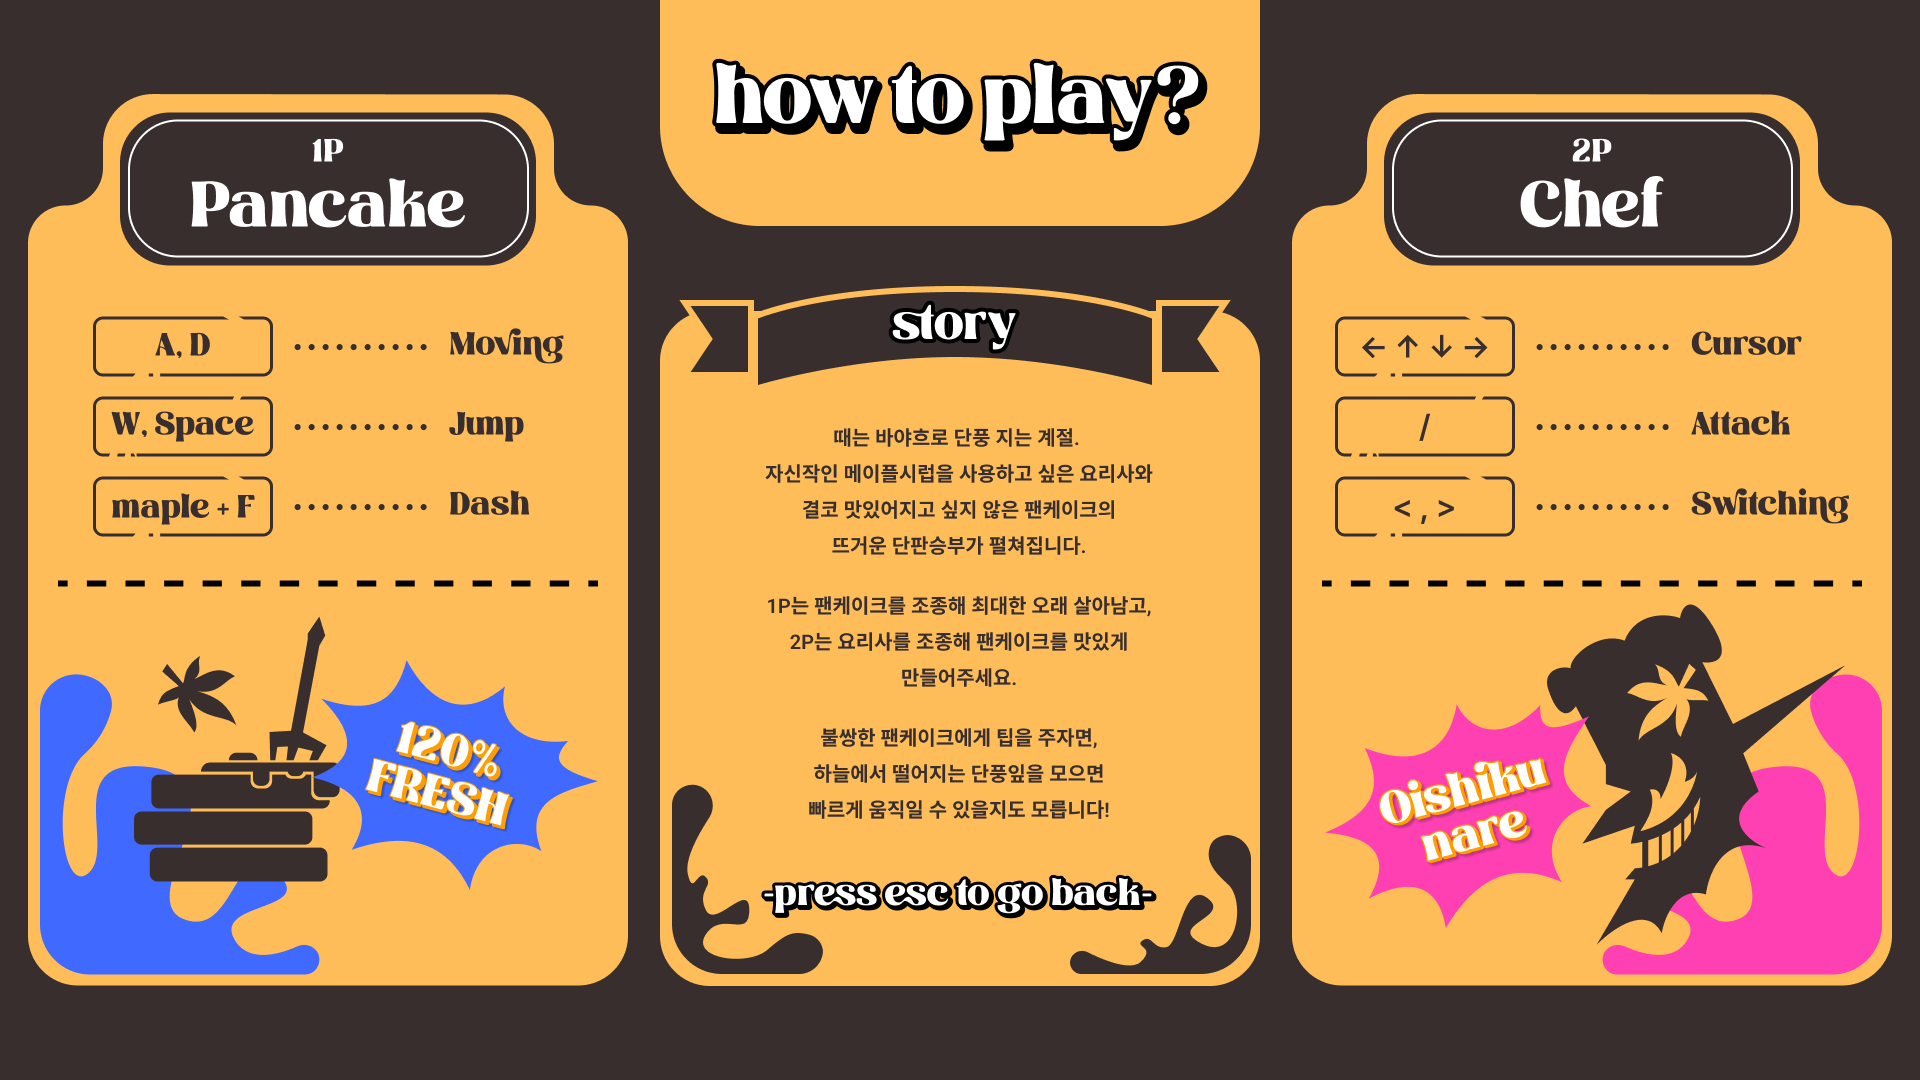 how to play?
1P
Pancake
A, D
Moving
W, Space
Jump
maple + F
Dash
120%
FRESH
story
때는 바야흐로 단풍 지는 계절.
자신작인 메이플시럽을 사용하고 싶은 요리사와
결코 맛있어지고 싶지 않은 팬케이크의
뜨거운 단판승부가 펼쳐집니다.
1P는 팬케이크를 조종해 최대한 오래 살아남고,
2P는 요리사를 조종해 팬케이크를 맛있게
만들어주세요.
불쌍한 팬케이크에게 팁을 주자면,
하늘에서 떨어지는 단풍잎을 모으면
빠르게 움직일 수 있을지도 모릅니다!
-press esc to go back-
2P
Chef
← ↑ ↓ →
Cursor
/
Attack
< , >
Switching
Oishiku
nare